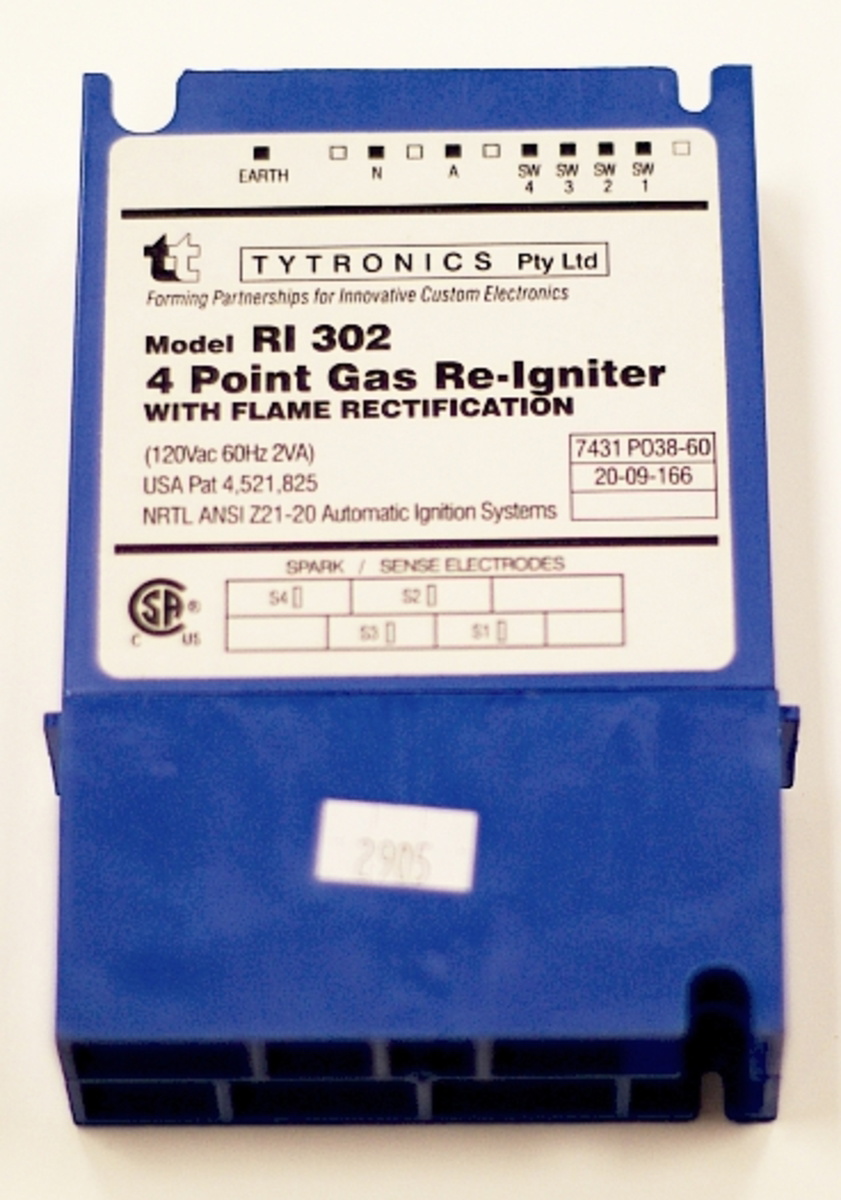 EARTH N A SW 4 SW 3 SW 2 SW 1
tt TYTRONICS Pty Ltd
Forming Partnerships for Innovative Custom Electronics
Model RI 302
4 Point Gas Re-Igniter
WITH FLAME RECTIFICATION
(120Vac 60Hz 2VA)
7431 P038-60
USA Pat 4,521,825
20-09-166
NRTL ANSI Z21-20 Automatic Ignition Systems
SPARK / SENSE ELECTRODES
S4 S2
S3 S1
CSA ®
C US
2905